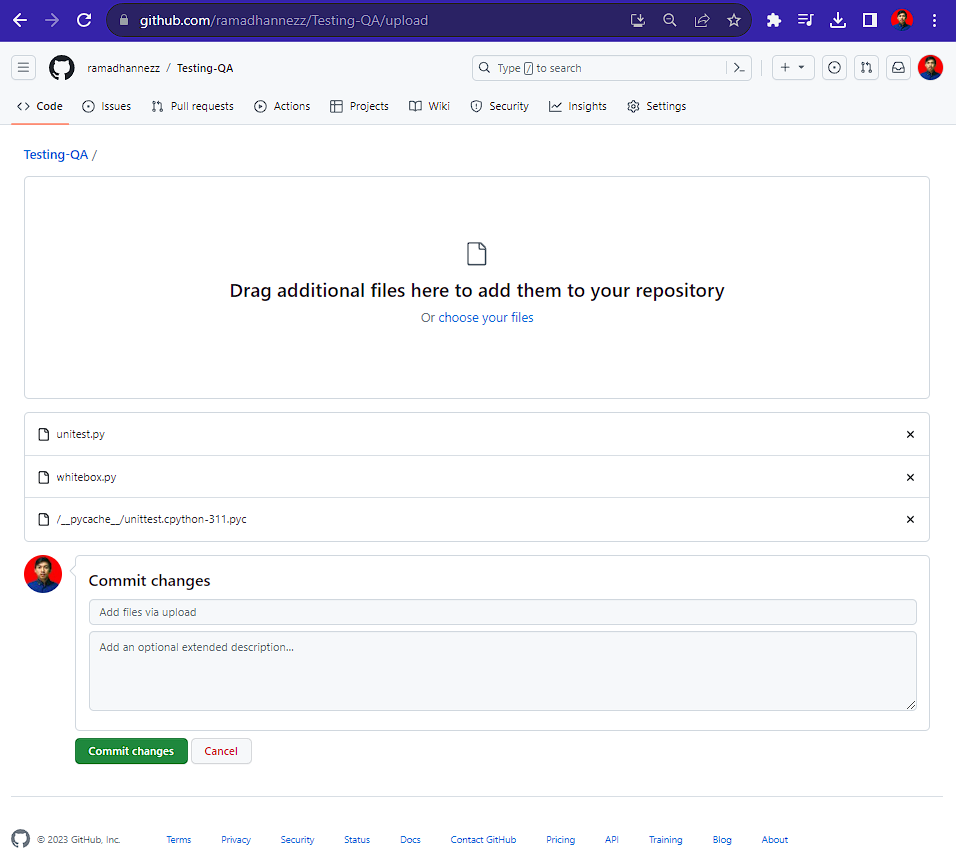 github.com/ramadhannezz/Testing-QA/upload
ramadhannezz / Testing-QA
Type / to search
Code Issues Pull requests Actions Projects Wiki Security Insights Settings
Testing-QA /
Drag additional files here to add them to your repository
Or choose your files
unitest.py
whitebox.py
/__pycache__/unittest.cpython-311.pyc
Commit changes
Add files via upload
Add an optional extended description...
Commit changes Cancel
© 2023 GitHub, Inc. Terms Privacy Security Status Docs Contact GitHub Pricing API Training Blog About